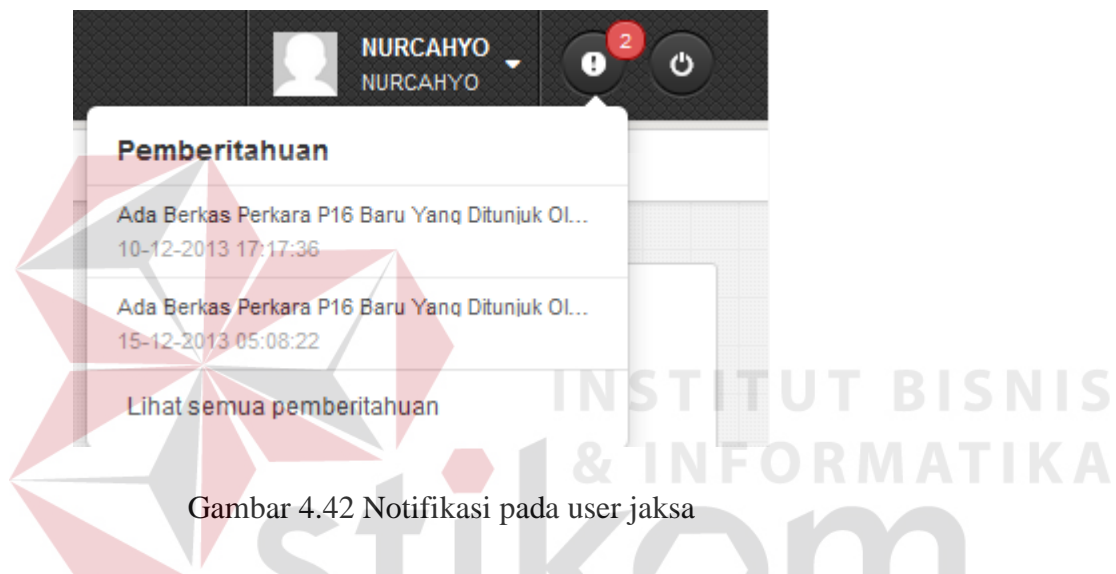 NURCAHYO
NURCAHYO
2
Pemberitahuan
Ada Berkas Perkara P16 Baru Yang Ditunjuk Ol...
10-12-2013 17:17:36
Ada Berkas Perkara P16 Baru Yang Ditunjuk Ol...
15-12-2013 05:08:22
Lihat semua pemberitahuan
INSTITUT BISNIS
& INFORMATIKA
Gambar 4.42 Notifikasi pada user jaksa
stikom